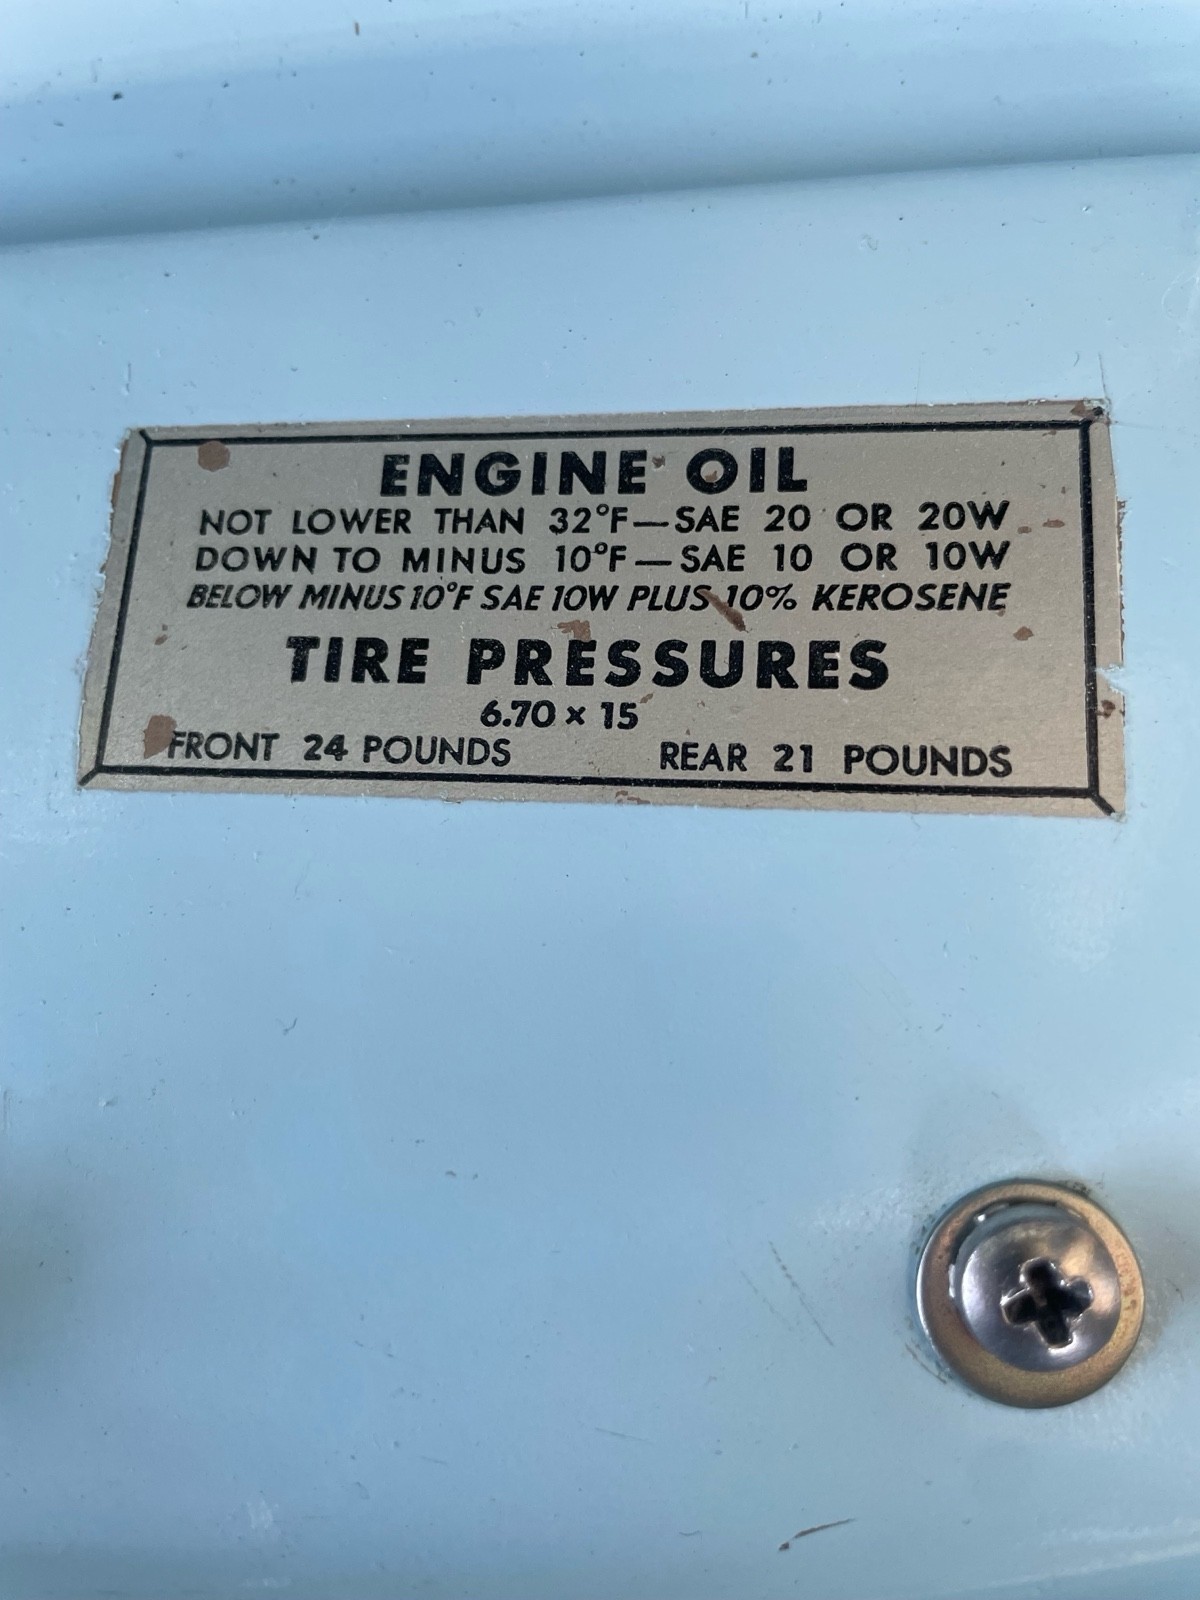 ENGINE OIL
NOT LOWER THAN 32°F—SAE 20 OR 20W
DOWN TO MINUS 10°F—SAE 10 OR 10W
BELOW MINUS 10°F SAE 10W PLUS 10% KEROSENE
TIRE PRESSURES
6.70 x 15
FRONT 24 POUNDS REAR 21 POUNDS